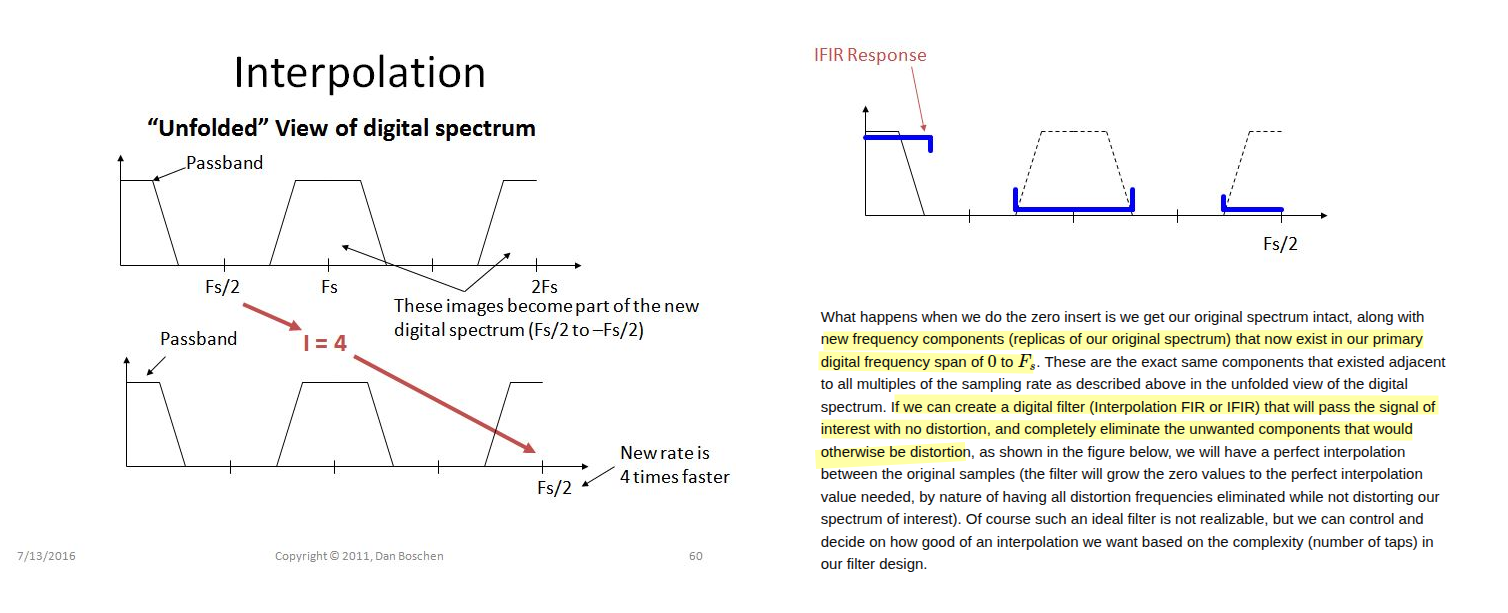 Interpolation
“Unfolded” View of digital spectrum
Passband
Fs/2
Fs
2Fs
These images become part of the new
digital spectrum (Fs/2 to –Fs/2)
I = 4
Passband
New rate is
4 times faster
Fs/2
7/13/2016
Copyright © 2011, Dan Boschen
60
IFIR Response
Fs/2
What happens when we do the zero insert is we get our original spectrum intact, along with
new frequency components (replicas of our original spectrum) that now exist in our primary
digital frequency span of 0 to Fs. These are the exact same components that existed adjacent
to all multiples of the sampling rate as described above in the unfolded view of the digital
spectrum. If we can create a digital filter (Interpolation FIR or IFIR) that will pass the signal of
interest with no distortion, and completely eliminate the unwanted components that would
otherwise be distortion, as shown in the figure below, we will have a perfect interpolation
between the original samples (the filter will grow the zero values to the perfect interpolation
value needed, by nature of having all distortion frequencies eliminated while not distorting our
spectrum of interest). Of course such an ideal filter is not realizable, but we can control and
decide on how good of an interpolation we want based on the complexity (number of taps) in
our filter design.